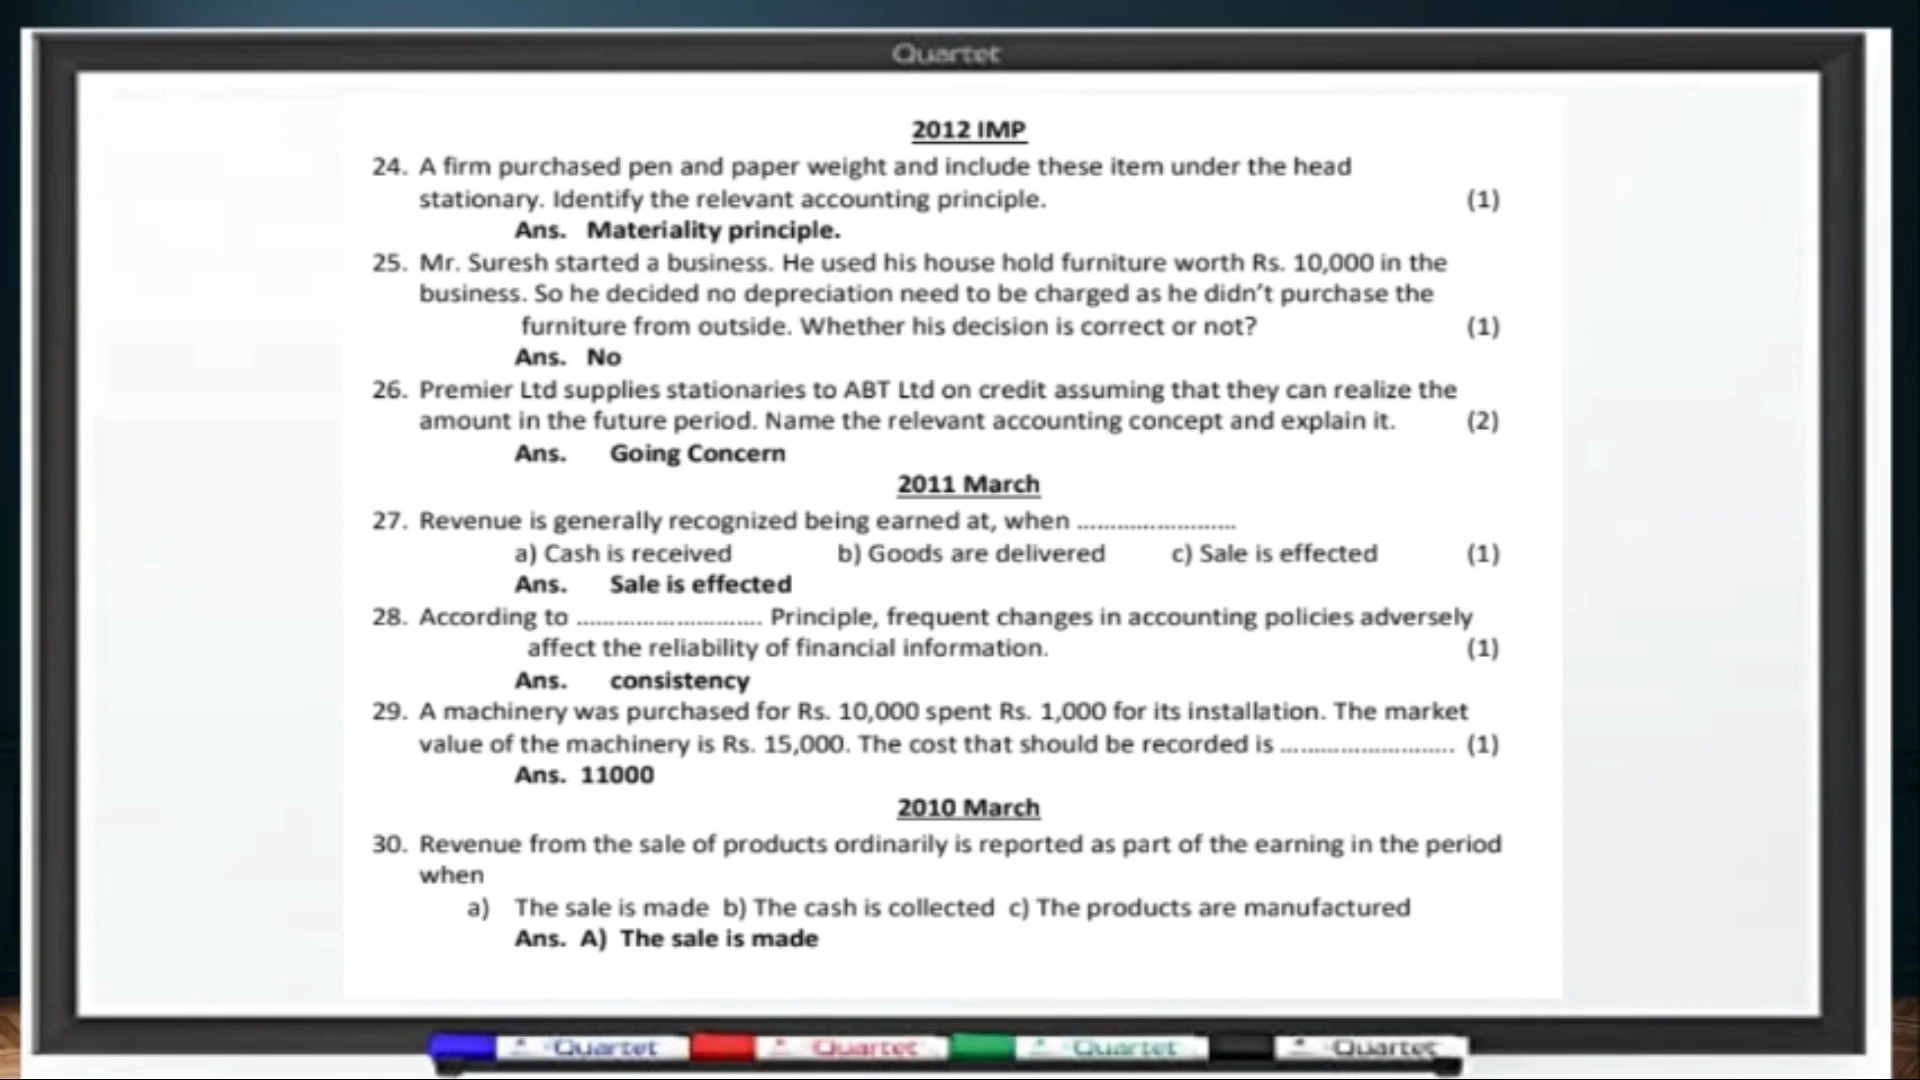 Quartet
2012 IMP
24. A firm purchased pen and paper weight and include these item under the head
stationary. Identify the relevant accounting principle. (1)
Ans. Materiality principle.
25. Mr. Suresh started a business. He used his house hold furniture worth Rs. 10,000 in the
business. So he decided no depreciation need to be charged as he didn't purchase the
furniture from outside. Whether his decision is correct or not? (1)
Ans. No
26. Premier Ltd supplies stationaries to ABT Ltd on credit assuming that they can realize the
amount in the future period. Name the relevant accounting concept and explain it. (2)
Ans. Going Concern
2011 March
27. Revenue is generally recognized being earned at, when ........................
a) Cash is received b) Goods are delivered c) Sale is effected (1)
Ans. Sale is effected
28. According to ............................ Principle, frequent changes in accounting policies adversely
affect the reliability of financial information. (1)
Ans. consistency
29. A machinery was purchased for Rs. 10,000 spent Rs. 1,000 for its installation. The market
value of the machinery is Rs. 15,000. The cost that should be recorded is .......................... (1)
Ans. 11000
2010 March
30. Revenue from the sale of products ordinarily is reported as part of the earning in the period
when
a) The sale is made b) The cash is collected c) The products are manufactured
Ans. A) The sale is made
Quartet Quartet Quartet Quartet